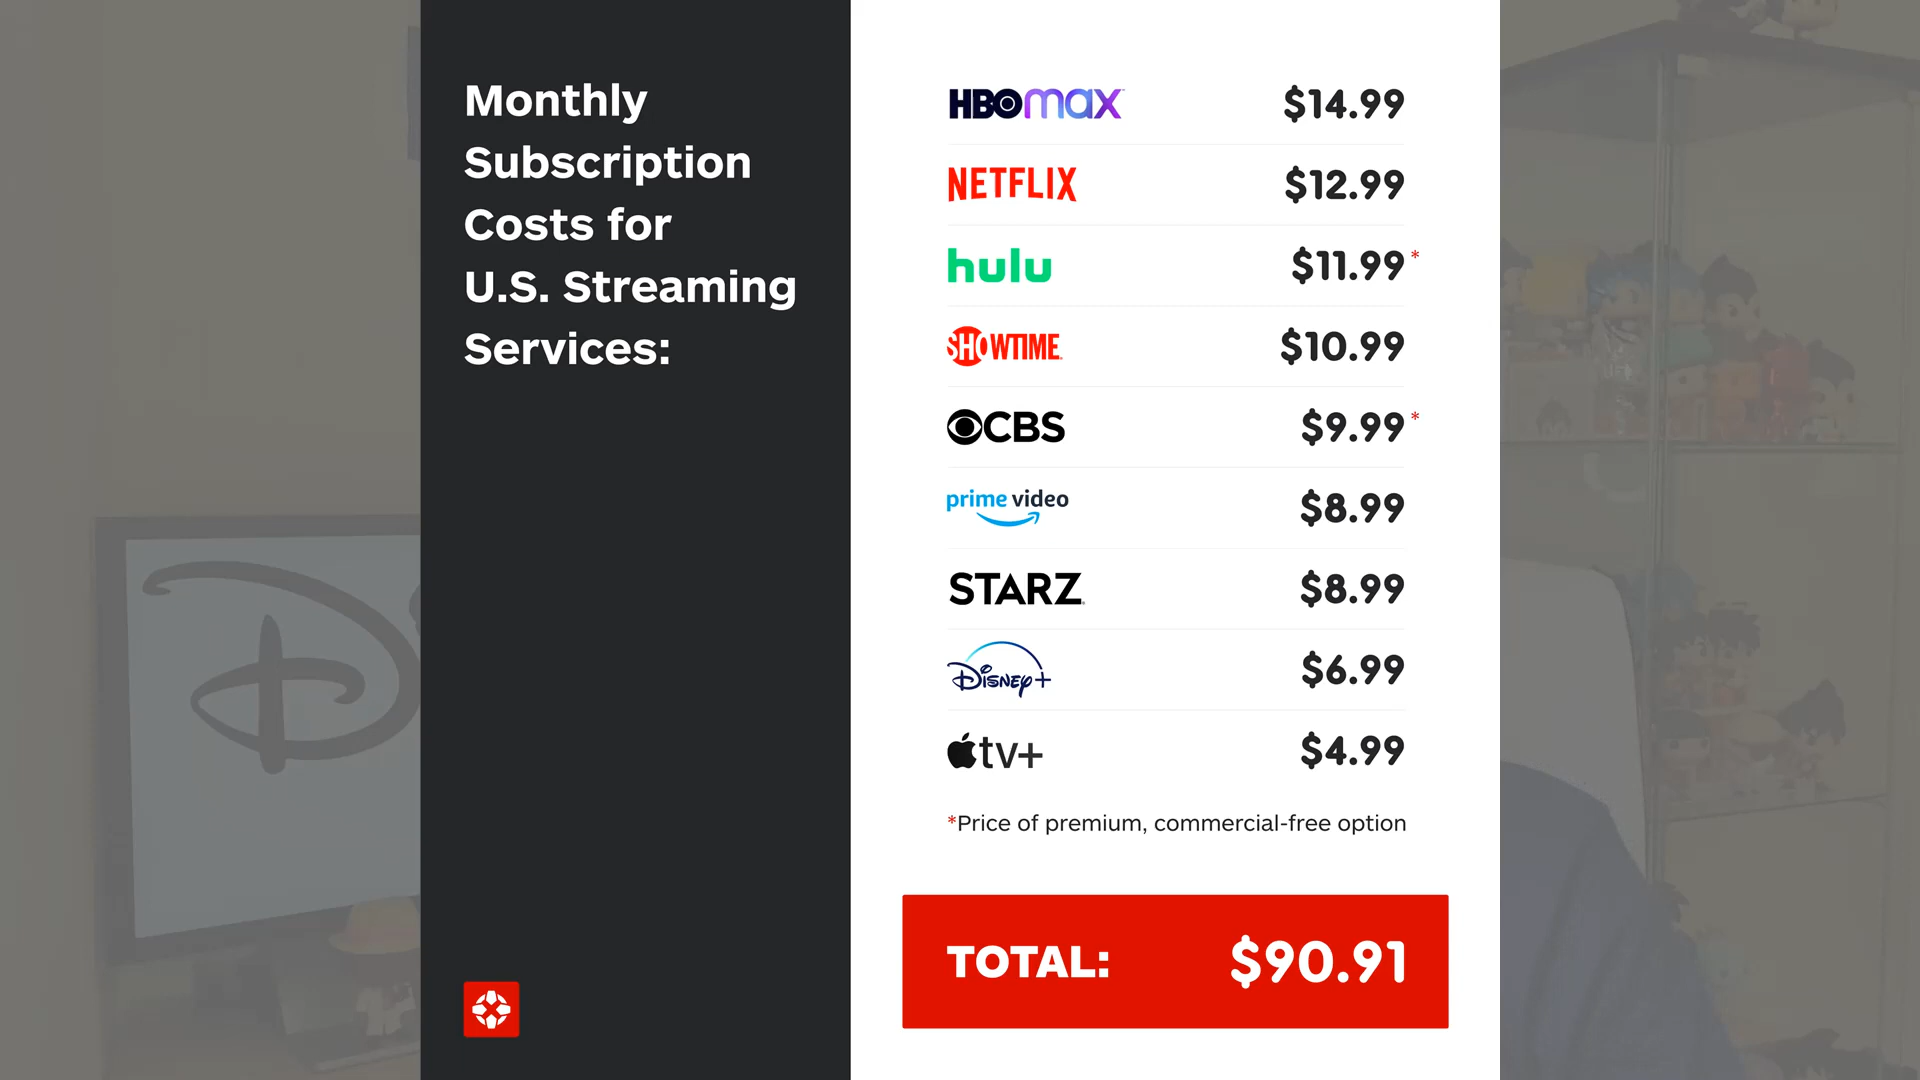 Monthly
Subscription
Costs for
U.S. Streaming
Services:
HBOmax $14.99
NETFLIX $12.99
hulu $11.99*
SHOWTIME $10.99
CBS $9.99*
prime video $8.99
STARZ $8.99
Disney+ $6.99
tv+ $4.99
*Price of premium, commercial-free option
TOTAL: $90.91